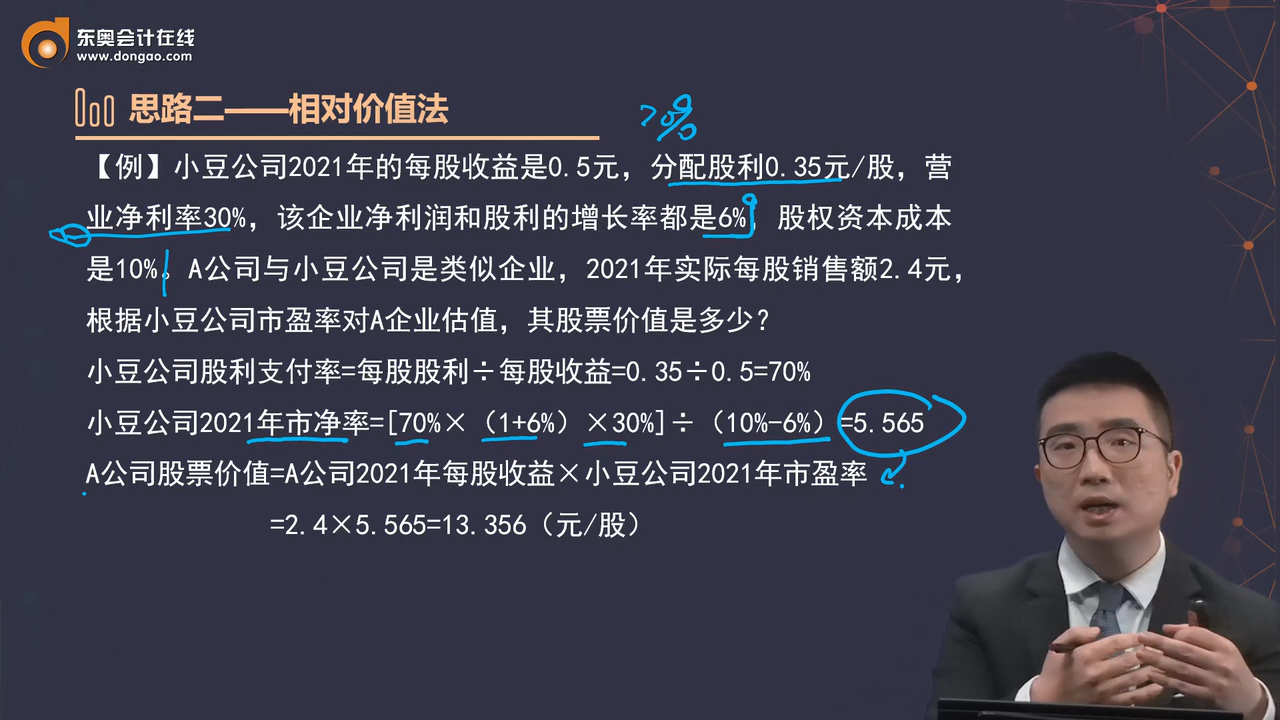 东奥会计在线
www.dongao.com
思路二——相对价值法
70%
【例】小豆公司2021年的每股收益是0.5元，分配股利0.35元/股，营
业净利率30%，该企业净利润和股利的增长率都是6%，股权资本成本
是10%。A公司与小豆公司是类似企业，2021年实际每股销售额2.4元，
根据小豆公司市盈率对A企业估值，其股票价值是多少？
小豆公司股利支付率=每股股利÷每股收益=0.35÷0.5=70%
小豆公司2021年市净率=[70%×（1+6%）×30%]÷（10%-6%）=5.565
A公司股票价值=A公司2021年每股收益×小豆公司2021年市盈率
=2.4×5.565=13.356（元/股）